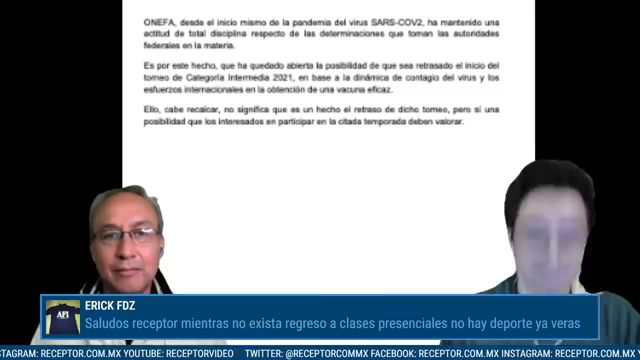 ONEFA, desde el inicio mismo de la pandemia del virus SARS-COV2, ha mantenido una
actitud de total disciplina respecto de las determinaciones que toman las autoridades
federales en la materia.
Es por este hecho, que ha quedado abierta la posibilidad de que sea retrasado el inicio del
torneo de Categoría Intermedia 2021, en base a la dinámica de contagio del virus y los
esfuerzos internacionales en la obtención de una vacuna eficaz.
Ello, cabe recalcar, no significa que es un hecho el retraso de dicho torneo, pero sí una
posibilidad que los interesados en participar en la citada temporada deben valorar.
ERICK FDZ
AFI
Saludos receptor mientras no exista regreso a clases presenciales no hay deporte ya veras
STAGRAM: RECEPTOR.COM.MX YOUTUBE: RECEPTORVIDEO TWITTER: @RECEPTORCOMMX FACEBOOK: RECEPTOR.COM.MX INSTAG